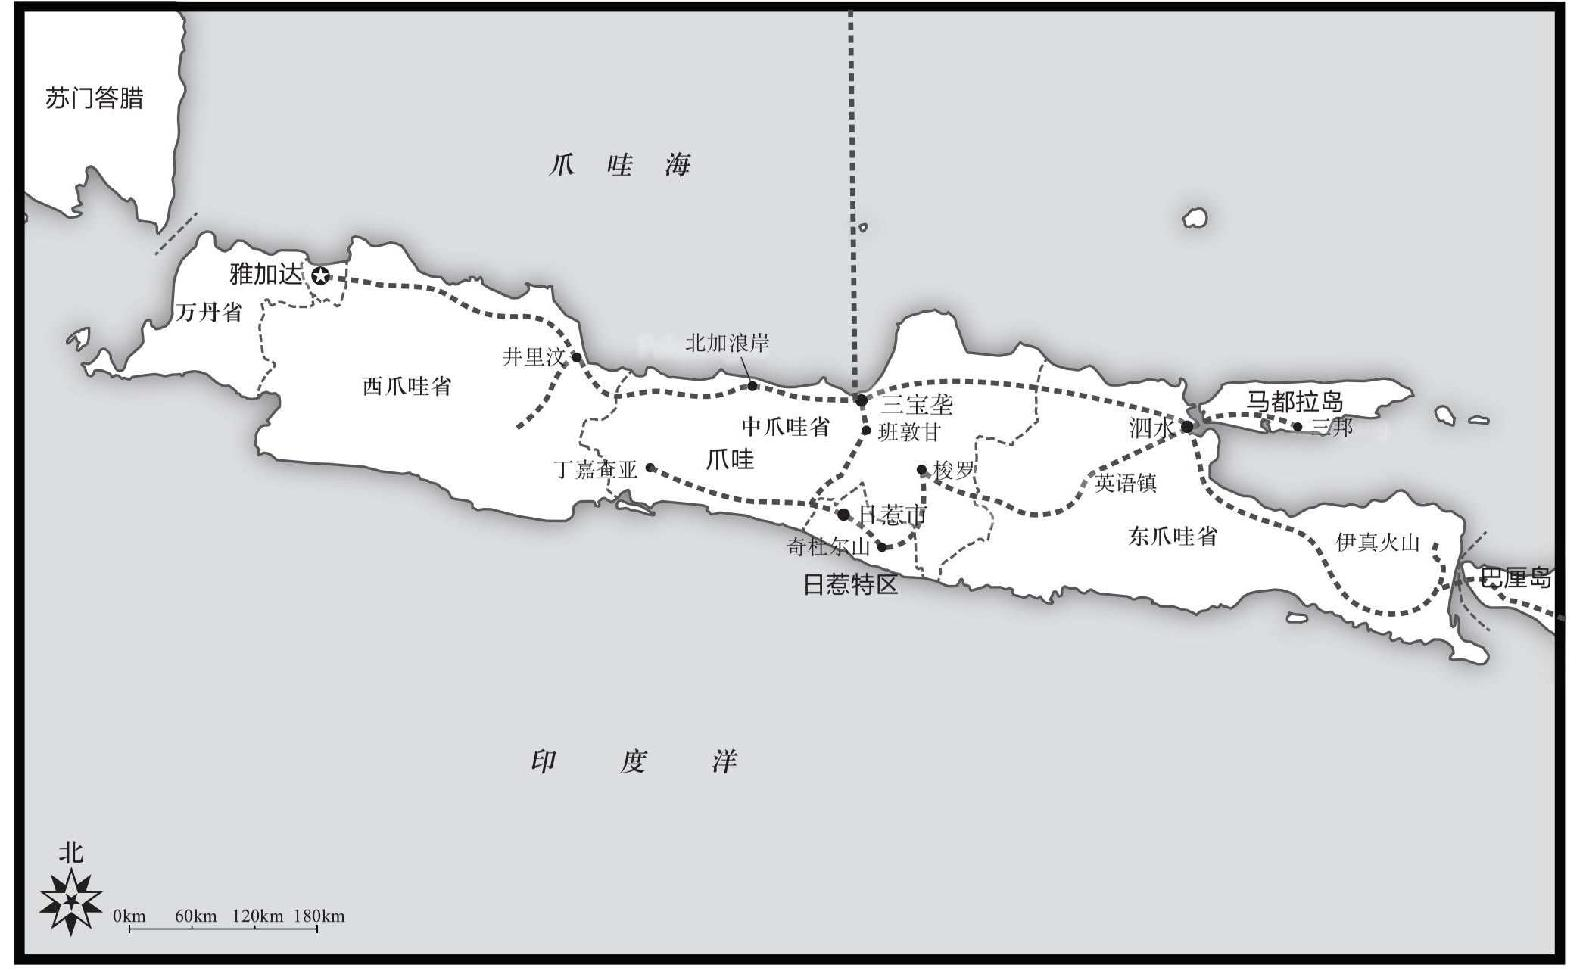 苏门答腊
爪 哇 海
雅加达
万丹省
井里汶
北加浪岸
西爪哇省
三宝垄
马都拉岛
中爪哇省
班敦甘
泗水
三邦
爪哇
丁嘉查亚
梭罗
英语镇
日惹市
东爪哇省
伊真火山
奇杜尔山
日惹特区
巴厘岛
印 度 洋
北
0km 60km 120km 180km